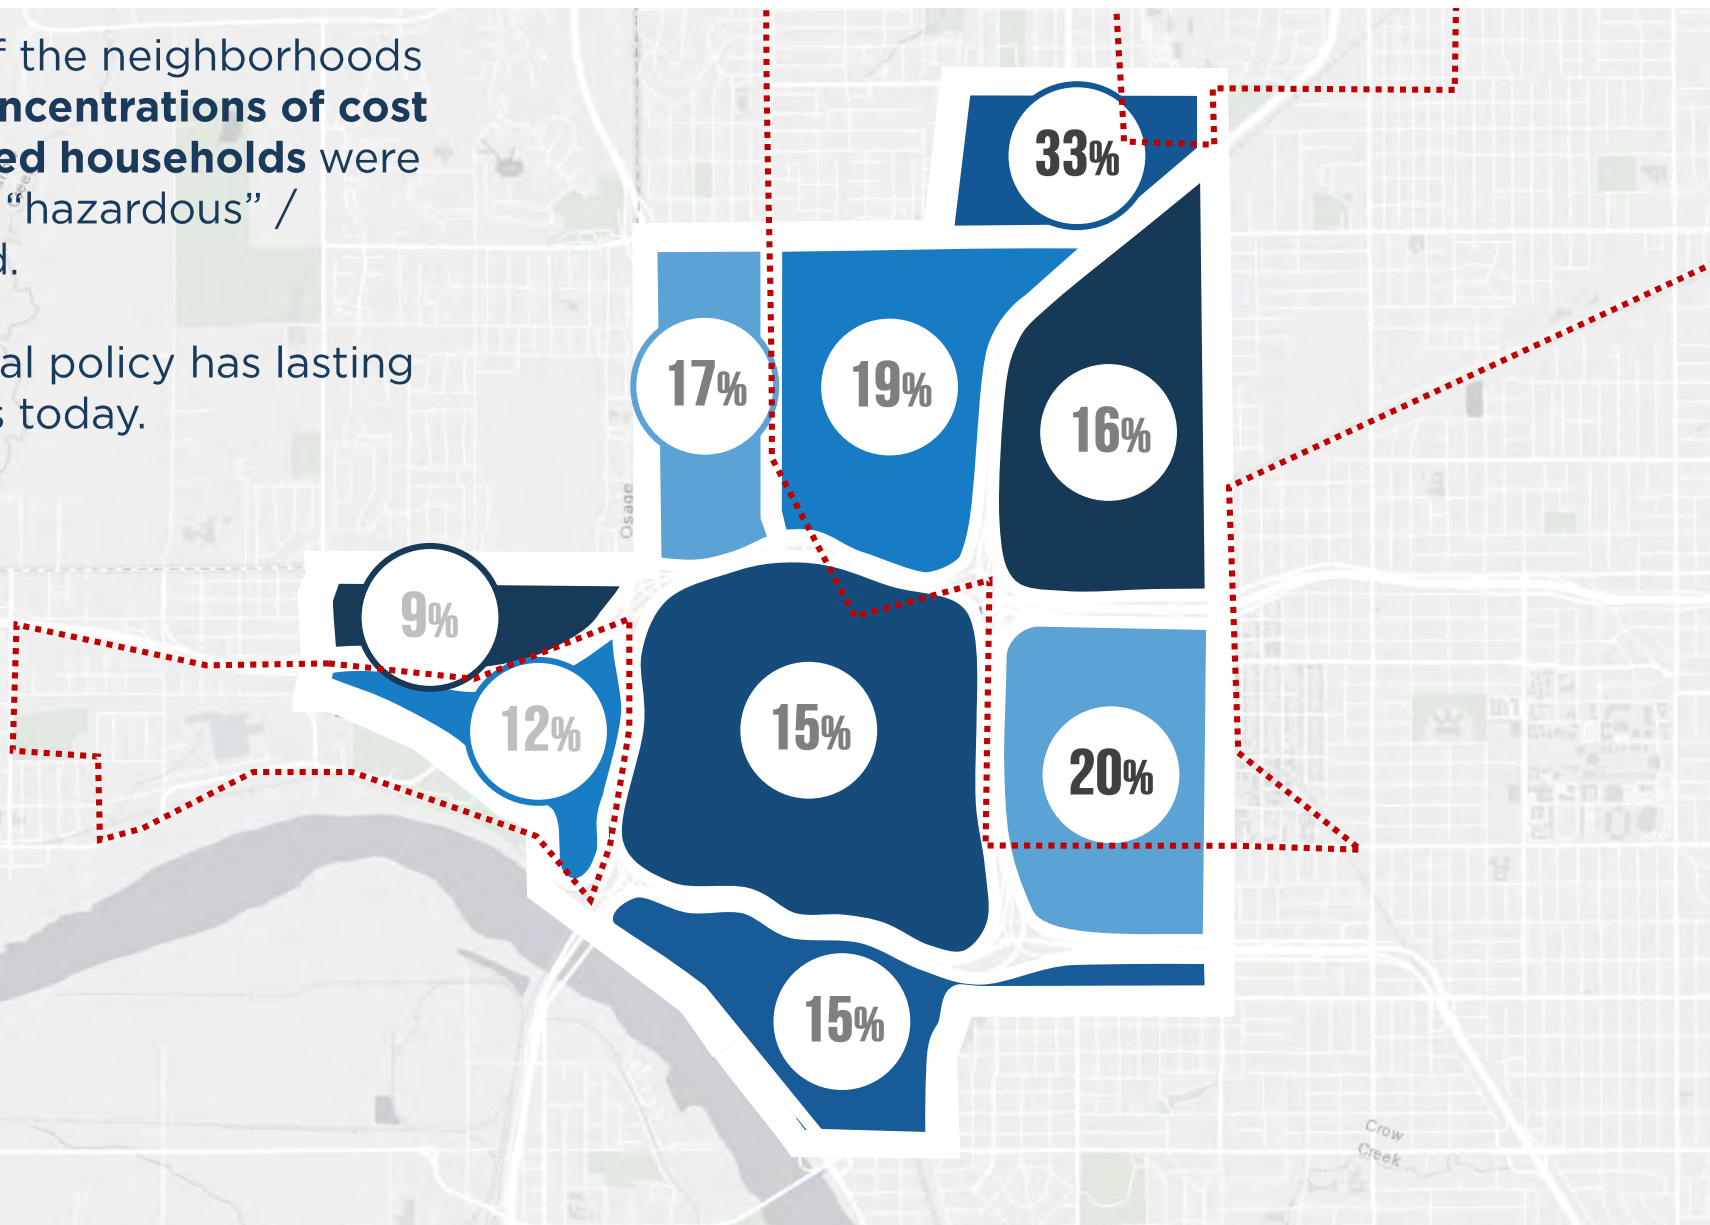 f the neighborhoods
ncentrations of cost
ed households were
“hazardous” /
d.
al policy has lasting
s today.
33%
17%
19%
16%
Osage
9%
12%
15%
20%
15%
Crow
Creek